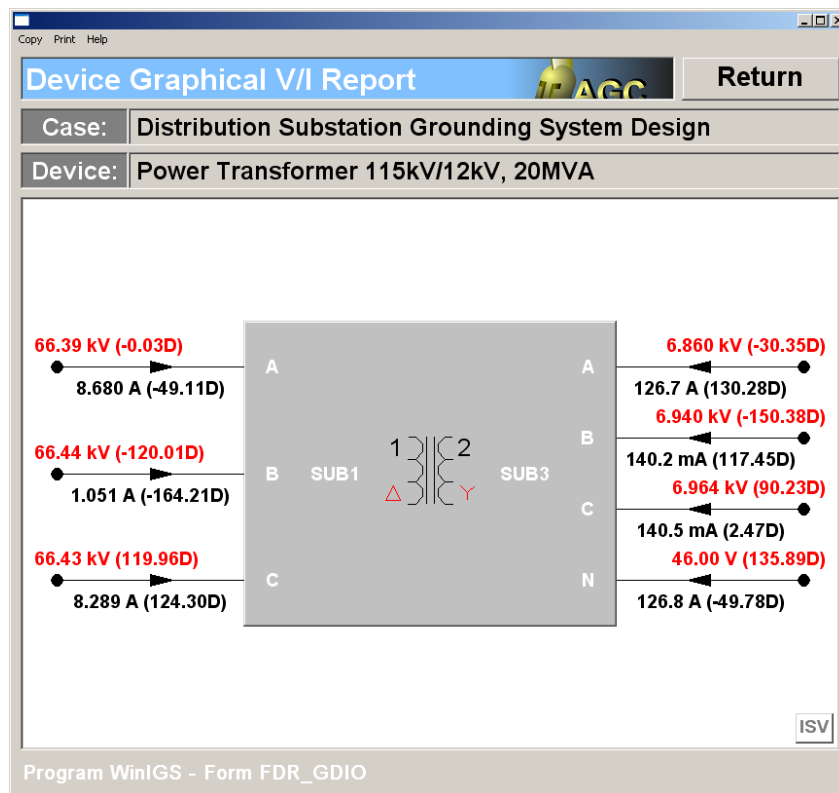 Copy Print Help
Device Graphical V/I Report
AGC
Return
Case: Distribution Substation Grounding System Design
Device: Power Transformer 115kV/12kV, 20MVA
66.39 kV (-0.03D)
8.680 A (-49.11D)
66.44 kV (-120.01D)
1.051 A (-164.21D)
66.43 kV (119.96D)
8.289 A (124.30D)
A
B
C
SUB1
1
2
SUB3
A
B
C
N
6.860 kV (-30.35D)
126.7 A (130.28D)
6.940 kV (-150.38D)
140.2 mA (117.45D)
6.964 kV (90.23D)
140.5 mA (2.47D)
46.00 V (135.89D)
126.8 A (-49.78D)
ISV
Program WinIGS - Form FDR_GDIO